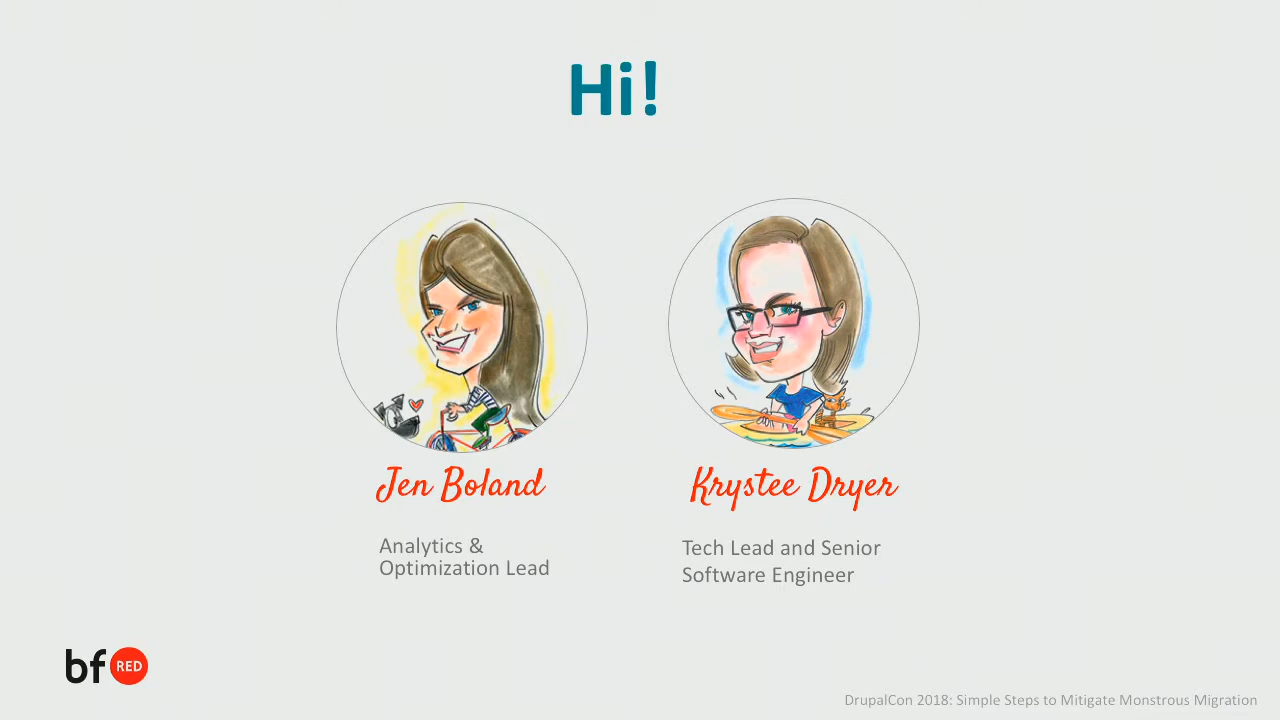 Hi!
Jen Boland
Krystee Dryer
Analytics &
Optimization Lead
Tech Lead and Senior
Software Engineer
bf RED
DrupalCon 2018: Simple Steps to Mitigate Monstrous Migration